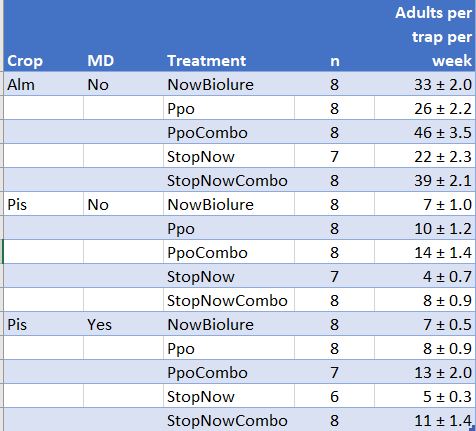 Adults per
trap per
Crop MD Treatment n week
Alm No NowBiolure 8 33 ± 2.0
Ppo 8 26 ± 2.2
PpoCombo 8 46 ± 3.5
StopNow 7 22 ± 2.3
StopNowCombo 8 39 ± 2.1
Pis No NowBiolure 8 7 ± 1.0
Ppo 8 10 ± 1.2
PpoCombo 8 14 ± 1.4
StopNow 7 4 ± 0.7
StopNowCombo 8 8 ± 0.9
Pis Yes NowBiolure 8 7 ± 0.5
Ppo 8 8 ± 0.9
PpoCombo 7 13 ± 2.0
StopNow 6 5 ± 0.3
StopNowCombo 8 11 ± 1.4